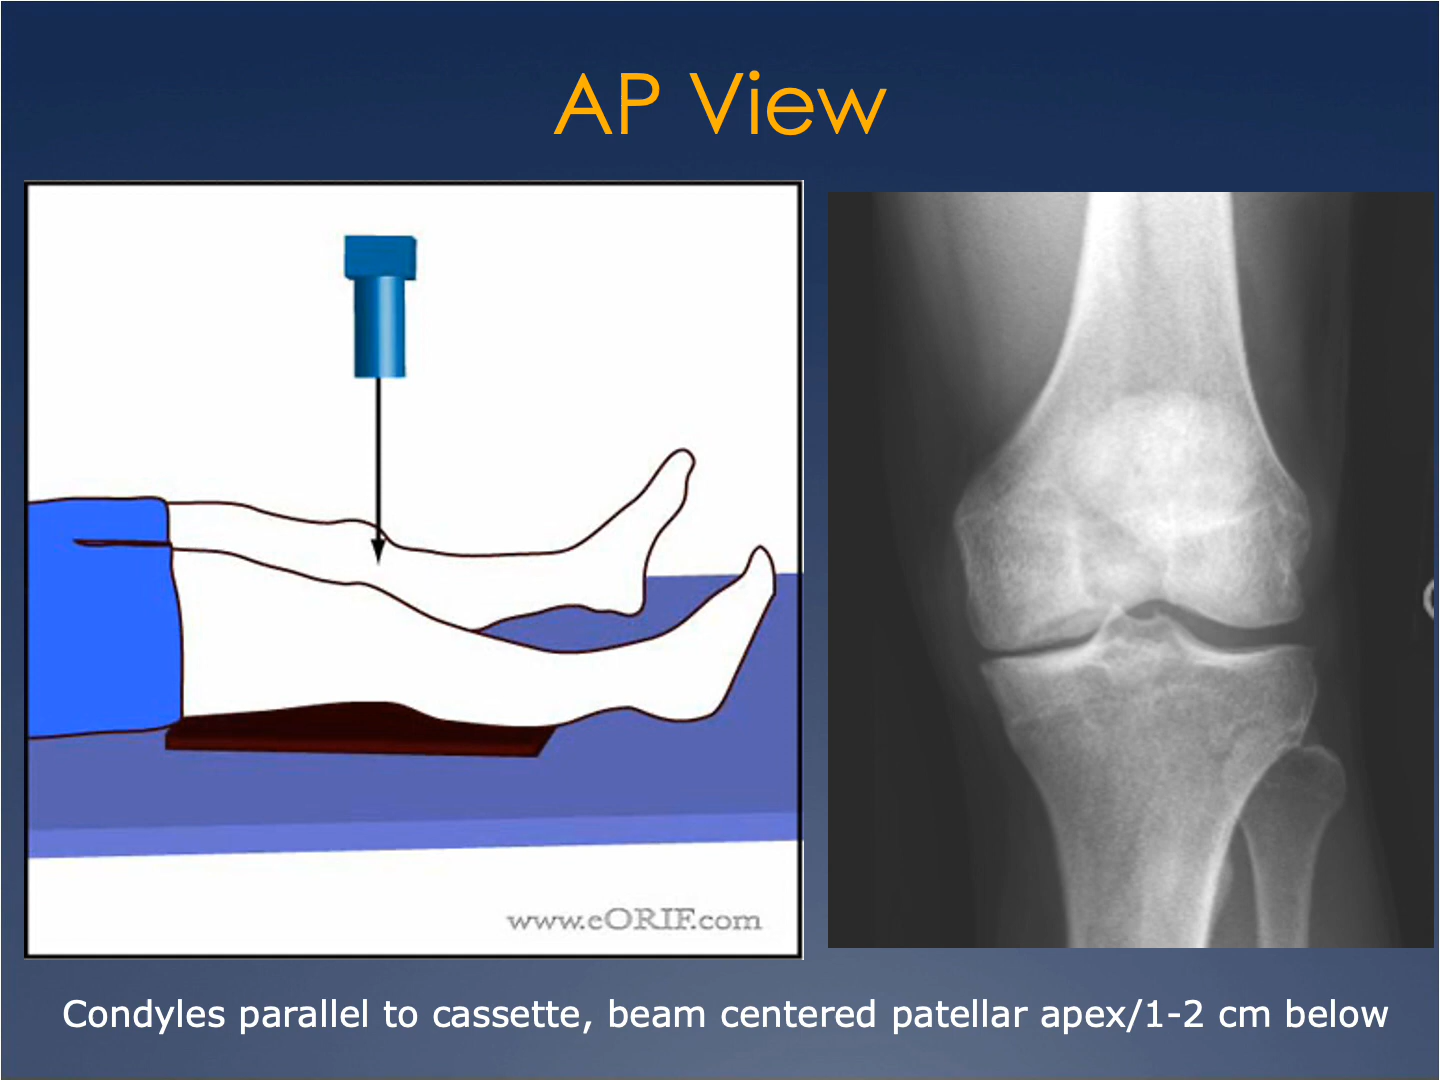 AP View
www.eORIF.com
Condyles parallel to cassette, beam centered patellar apex/1-2 cm below